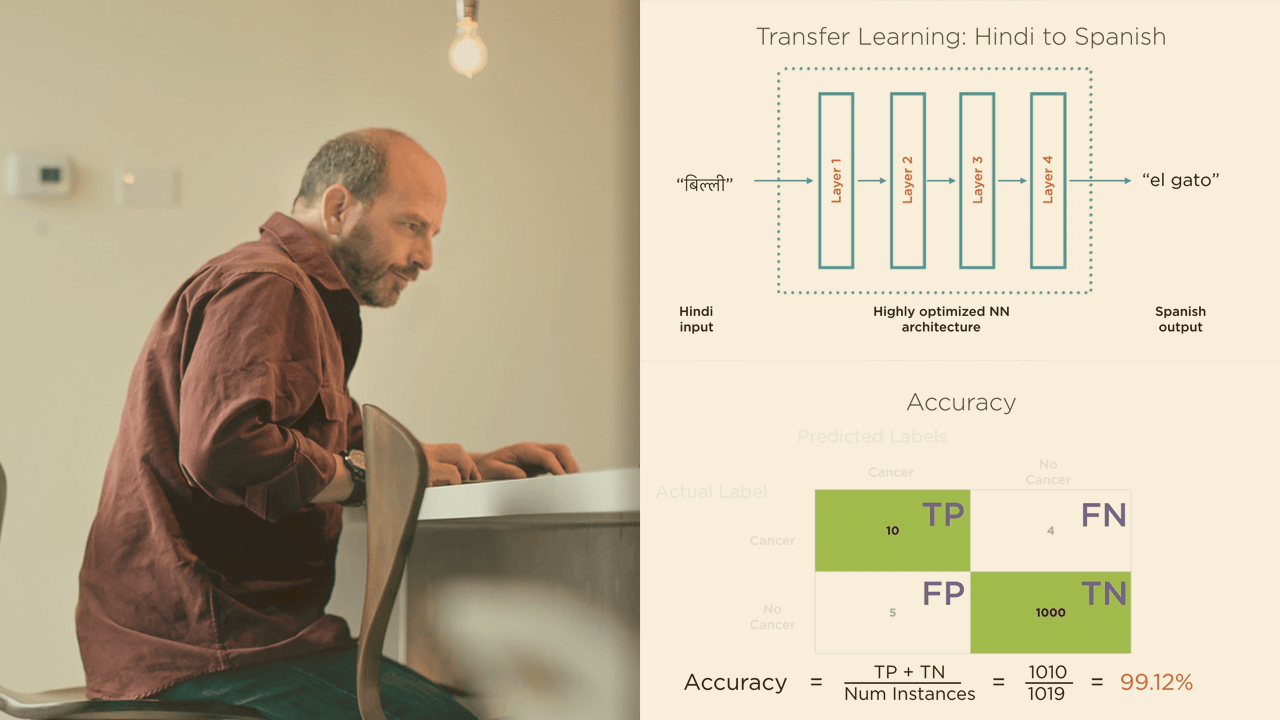 Transfer Learning: Hindi to Spanish
Layer 1
Layer 2
Layer 3
Layer 4
“बिल्ली”
“el gato”
Hindi
input
Highly optimized NN
architecture
Spanish
output
Accuracy
Predicted Labels
Cancer
No
Cancer
Actual Label
Cancer
10 TP
4 FN
No
Cancer
5 FP
1000 TN
Accuracy = TP + TN / Num Instances = 1010 / 1019 = 99.12%